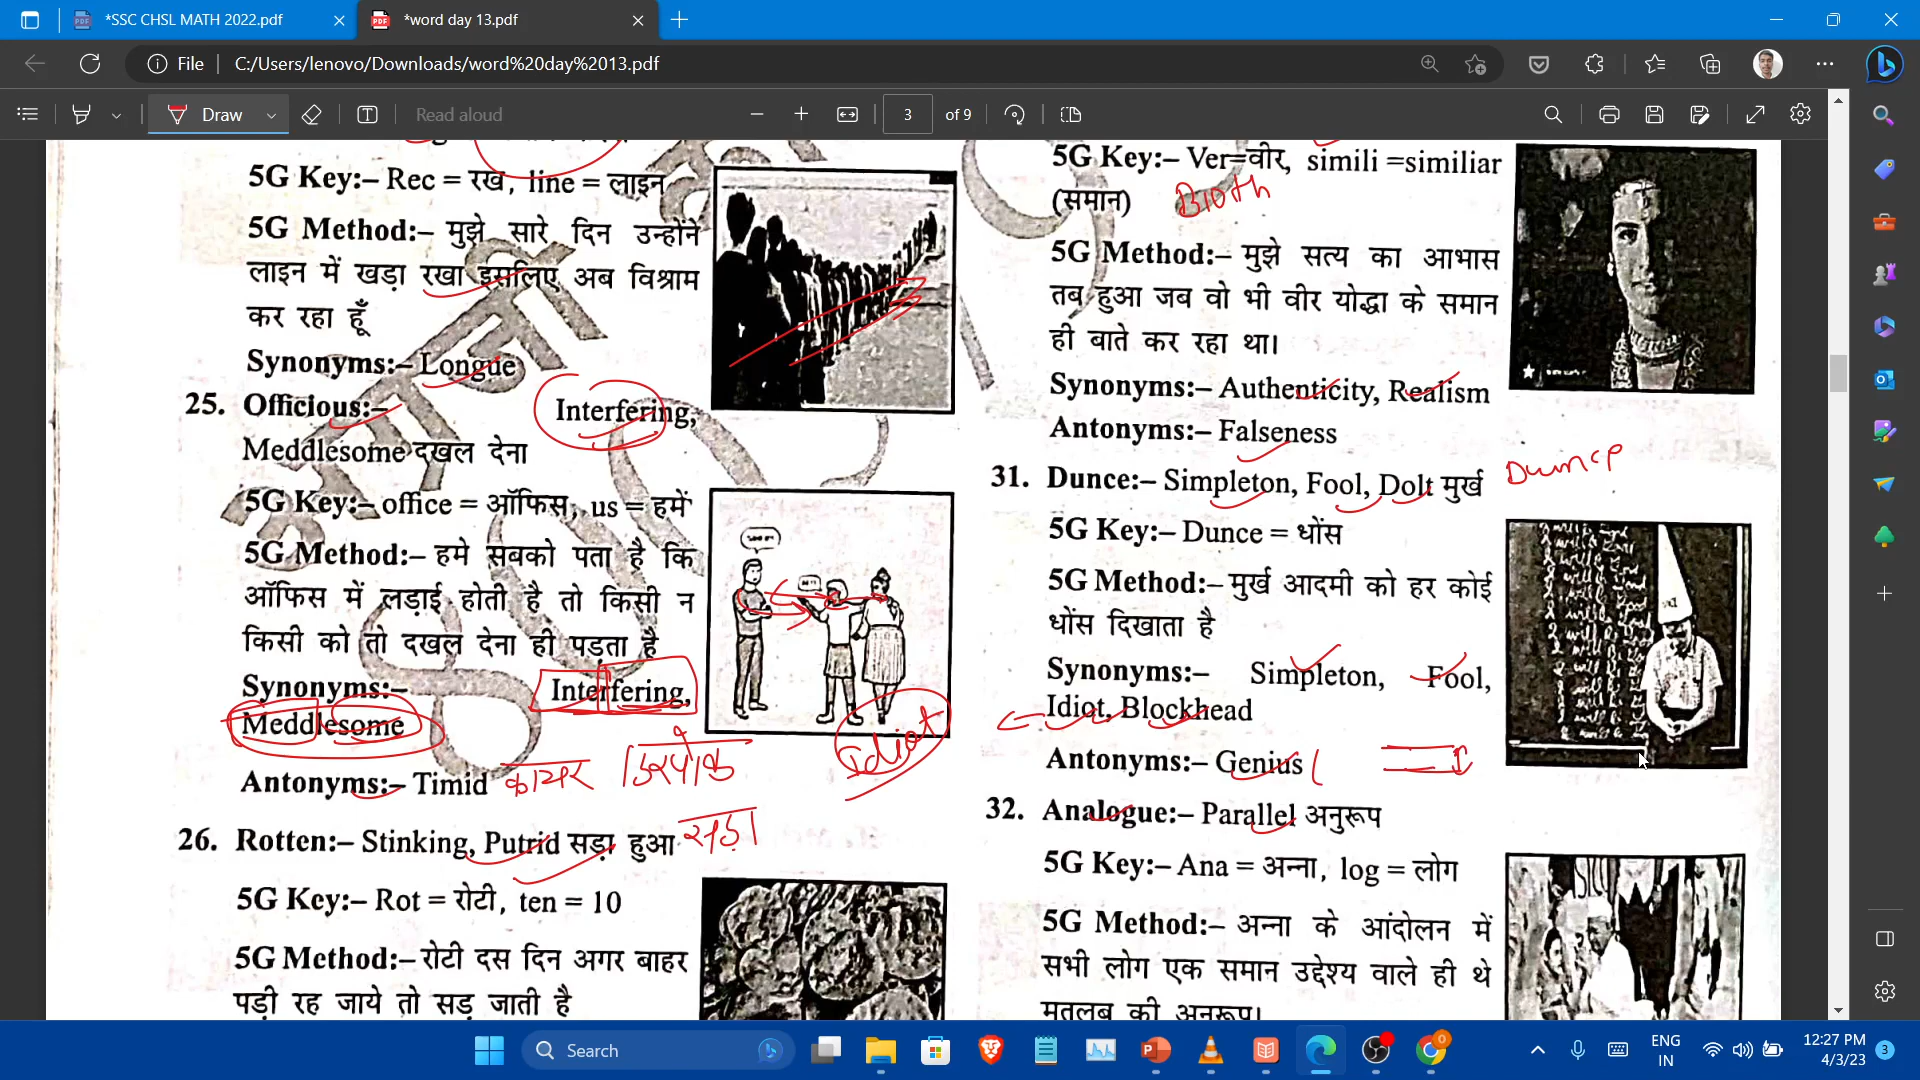 *SSC CHSL MATH 2022.pdf
*word day 13.pdf
File C:/Users/lenovo/Downloads/word%20day%2013.pdf
Draw
Read aloud
3 of 9
5G Key:– Rec = रख, line = लाइन
5G Method:– मुझे सारे दिन उन्होंने
लाइन में खड़ा रखा इसलिए अब विश्राम
कर रहा हूँ
Synonyms:– Longue
25. Officious:– Interfering,
Meddlesome दखल देना
5G Key:– office = ऑफिस, us = हमें
5G Method:– हमे सबको पता है कि
ऑफिस में लड़ाई होती है तो किसी न
किसी को तो दखल देना ही पड़ता है
Synonyms:– Interfering,
Meddlesome
Antonyms:– Timid कायर डरपोक
Idiot
26. Rotten:– Stinking, Putrid सड़ा हुआ सड़ा
5G Key:– Rot = रोटी, ten = 10
5G Method:– रोटी दस दिन अगर बाहर
पड़ी रह जाये तो सड़ जाती है
5G Key:– Ver=वीर, simili =similiar
(समान)
5G Method:– मुझे सत्य का आभास
तब हुआ जब वो भी वीर योद्धा के समान
ही बाते कर रहा था।
Synonyms:– Authenticity, Realism
Antonyms:– Falseness
31. Dunce:– Simpleton, Fool, Dolt मुर्ख
5G Key:– Dunce = धोंस
5G Method:– मुर्ख आदमी को हर कोई
धोंस दिखाता है
Synonyms:– Simpleton, Fool,
Idiot, Blockhead
Antonyms:– Genius
32. Analogue:– Parallel अनुरूप
5G Key:– Ana = अन्ना, log = लोग
5G Method:– अन्ना के आंदोलन में
सभी लोग एक समान उद्देश्य वाले ही थे
मतलब की अनुरूप।
Search
ENG
IN
12:27 PM
4/3/23
3